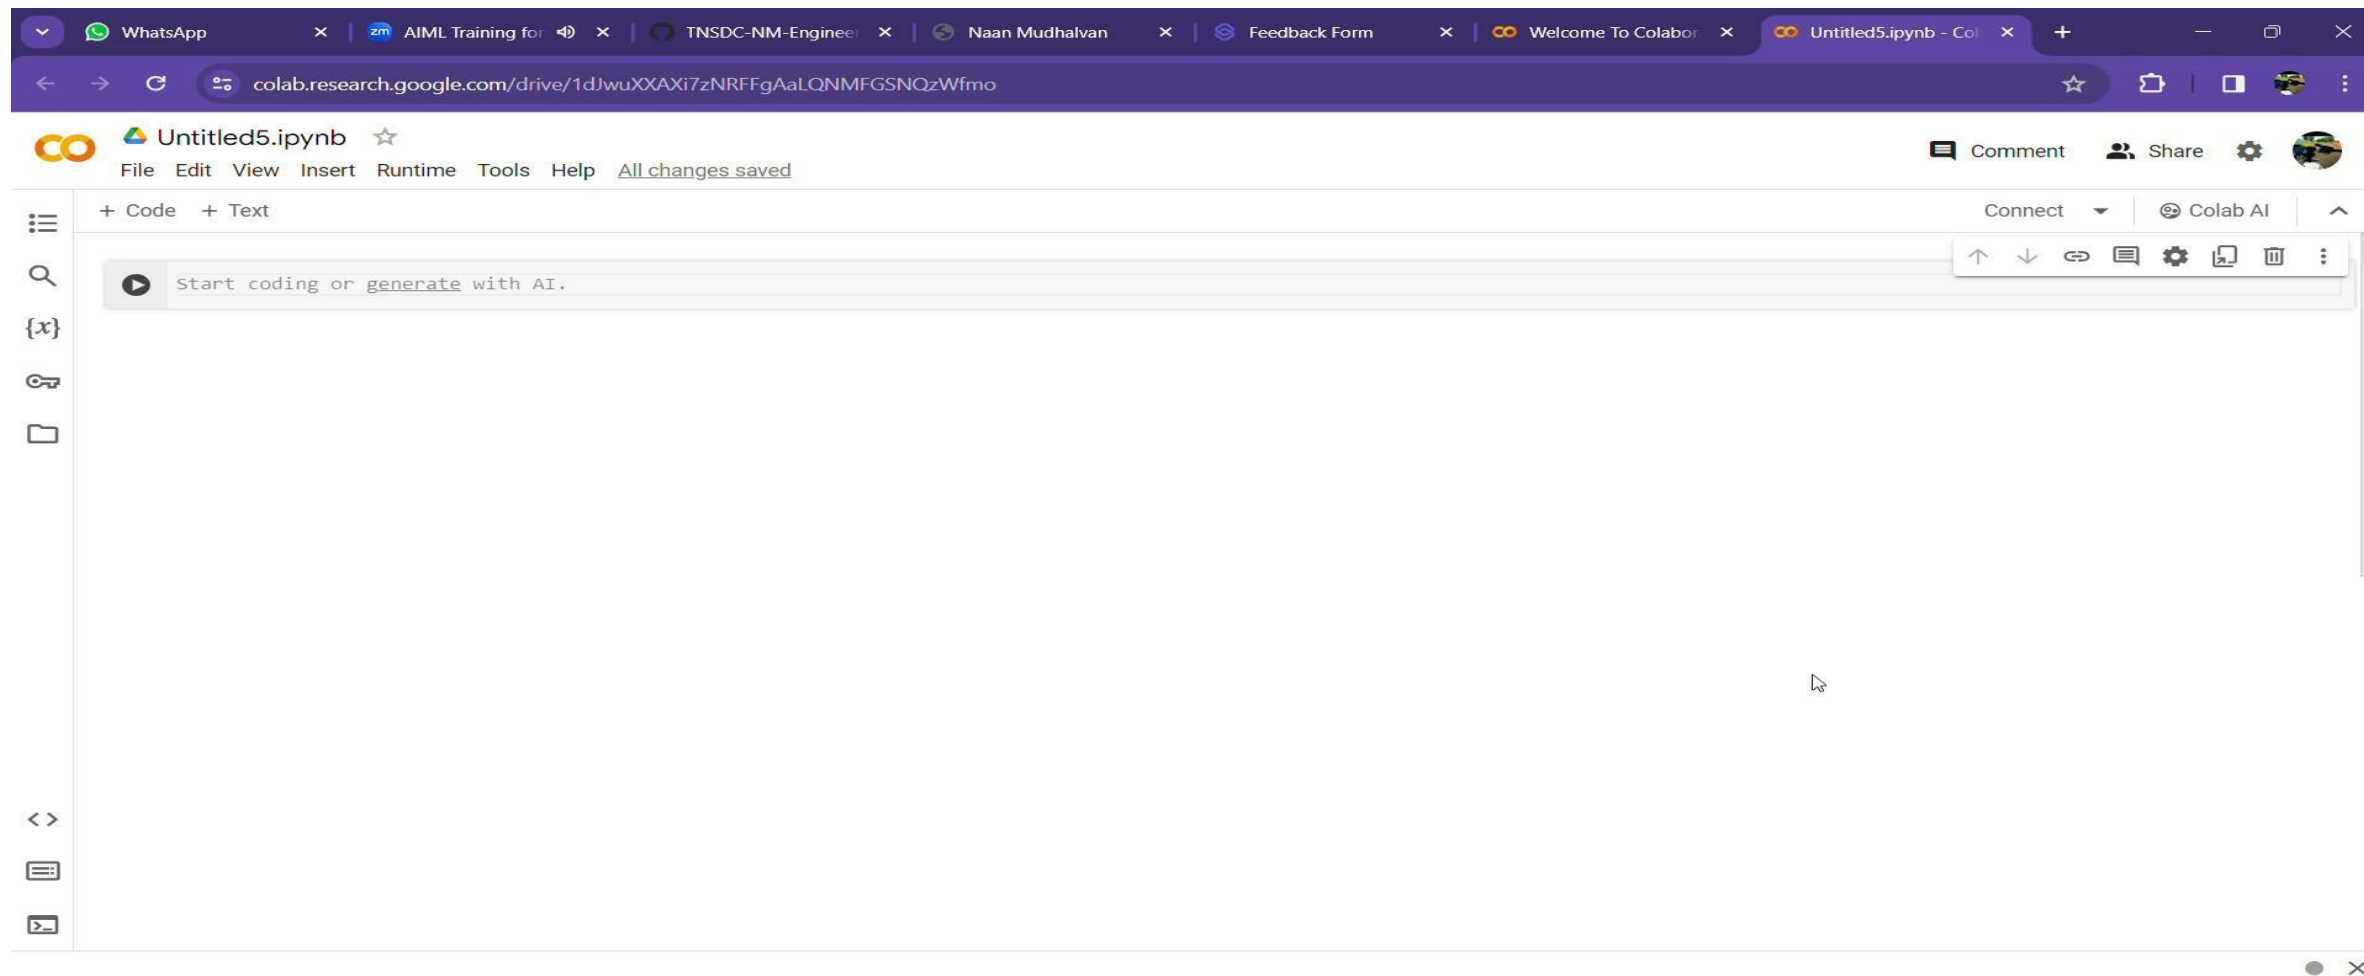 WhatsApp
zm AIML Training for
TNSDC-NM-Enginee
Naan Mudhalvan
Feedback Form
Welcome To Colabor
Untitled5.ipynb - Col
colab.research.google.com/drive/1dJwuXXAXi7zNRFFgAaLQNMFGSNQzWfmo
Untitled5.ipynb
Comment Share
File Edit View Insert Runtime Tools Help All changes saved
+ Code + Text
Connect Colab AI
Start coding or generate with AI.
{x}